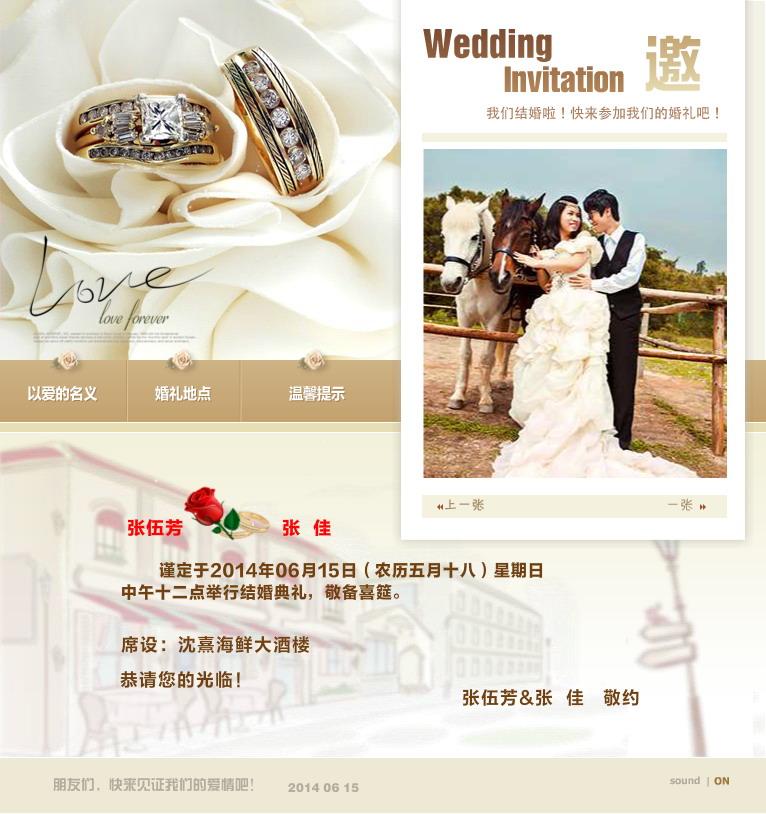 Wedding
Invitation
邀
我们结婚啦！快来参加我们的婚礼吧！
Love
love forever
以爱的名义 婚礼地点 温馨提示
上一张 一张
张伍芳 张 佳
谨定于2014年06月15日（农历五月十八）星期日
中午十二点举行结婚典礼，敬备喜筵。
席设：沈熹海鲜大酒楼
恭请您的光临！
张伍芳&张 佳 敬约
朋友们，快来见证我们的爱情吧！ 2014 06 15
sound | ON